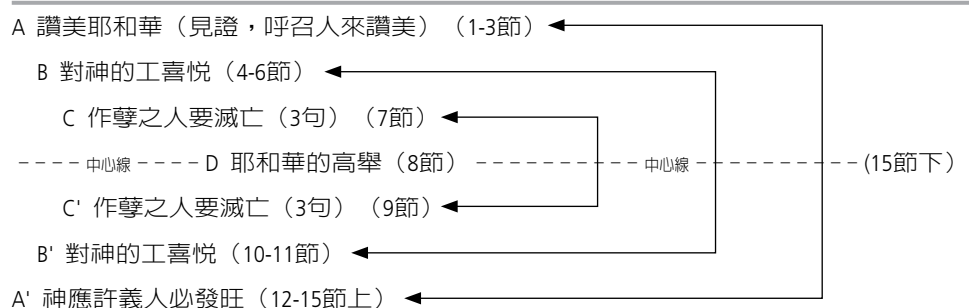 A 讚美耶和華（見證，呼召人來讚美）（1-3節）
B 對神的工喜悅（4-6節）
C 作孽之人要滅亡（3句）（7節）
中心線 D 耶和華的高舉（8節） 中心線 (15節下）
C' 作孽之人要滅亡（3句）（9節）
B' 對神的工喜悅（10-11節）
A' 神應許義人必發旺（12-15節上）